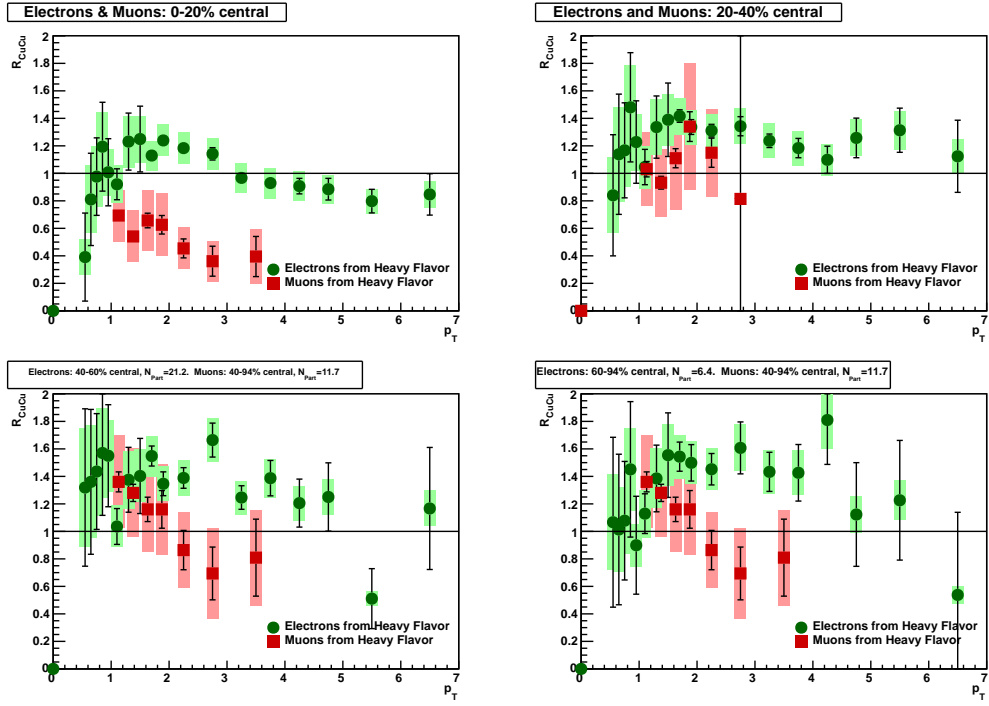 Electrons & Muons: 0-20% central
R_CuCu
2
1.8
1.6
1.4
1.2
1
0.8
0.6
0.4
0.2
0
Electrons from Heavy Flavor
Muons from Heavy Flavor
0 1 2 3 4 5 6 7
p_T
Electrons and Muons: 20-40% central
R_CuCu
2
1.8
1.6
1.4
1.2
1
0.8
0.6
0.4
0.2
0
Electrons from Heavy Flavor
Muons from Heavy Flavor
0 1 2 3 4 5 6 7
p_T
Electrons: 40-60% central, N_Part=21.2. Muons: 40-94% central, N_Part=11.7
R_CuCu
2
1.8
1.6
1.4
1.2
1
0.8
0.6
0.4
0.2
0
Electrons from Heavy Flavor
Muons from Heavy Flavor
0 1 2 3 4 5 6 7
p_T
Electrons: 60-94% central, N_Part=6.4. Muons: 40-94% central, N_Part=11.7
R_CuCu
2
1.8
1.6
1.4
1.2
1
0.8
0.6
0.4
0.2
0
Electrons from Heavy Flavor
Muons from Heavy Flavor
0 1 2 3 4 5 6 7
p_T